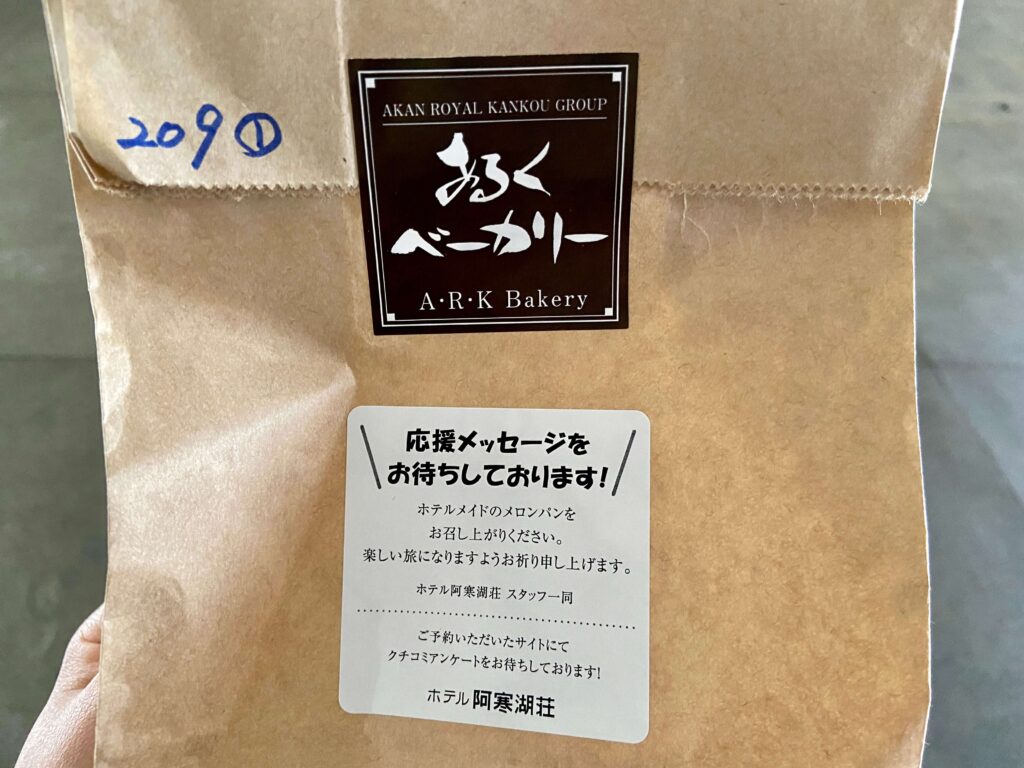 209①
AKAN ROYAL KANKOU GROUP
あるく
ベーカリー
A・R・K Bakery
応援メッセージを
お待ちしております!
ホテルメイドのメロンパンを
お召し上がりください。
楽しい旅になりますようお祈り申し上げます。
ホテル阿寒湖荘 スタッフ一同
ご予約いただいたサイトにて
クチコミアンケートをお待ちしております!
ホテル 阿寒湖荘